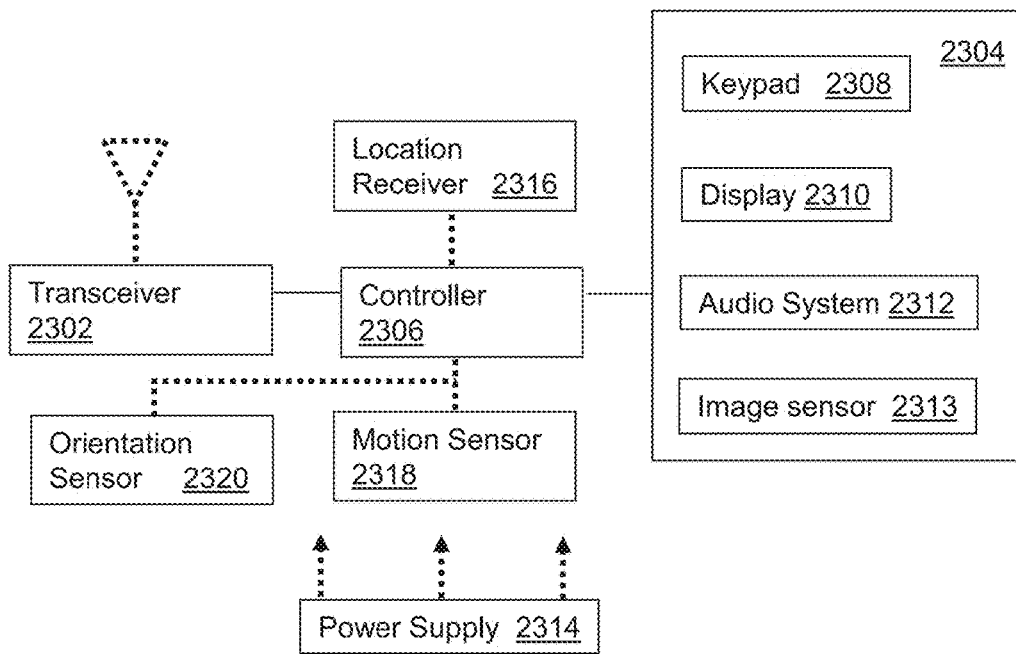 2304
Keypad 2308
Location
Receiver 2316
Display 2310
Transceiver
2302
Controller
2306
Audio System 2312
Image sensor 2313
Orientation
Sensor 2320
Motion Sensor
2318
Power Supply 2314